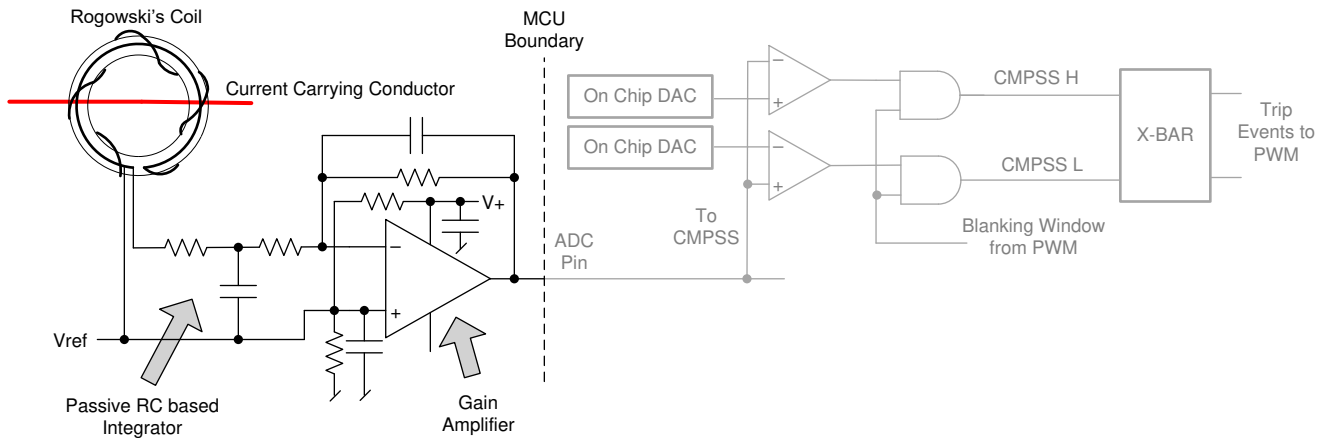 Rogowski's Coil
Current Carrying Conductor
MCU
Boundary
On Chip DAC
On Chip DAC
−
+
−
+
CMPSS H
CMPSS L
X-BAR
Trip
Events to
PWM
Blanking Window
from PWM
To
CMPSS
ADC
Pin
V+
−
+
Vref
Passive RC based
Integrator
Gain
Amplifier